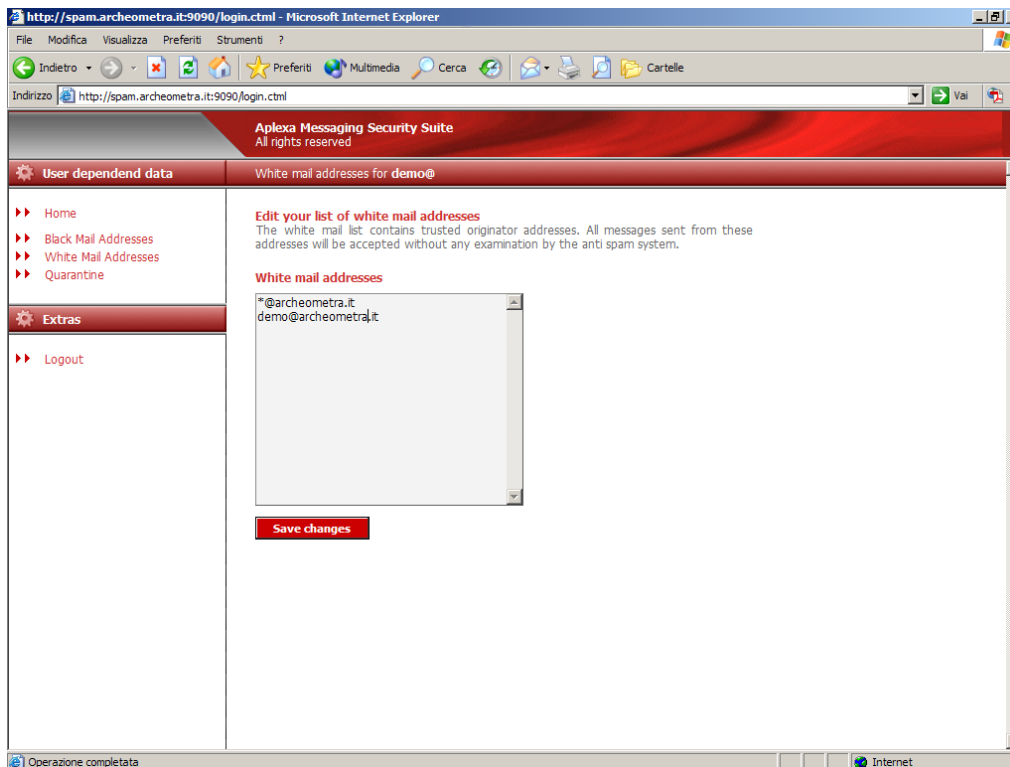 http://spam.archeometra.it:9090/login.ctml - Microsoft Internet Explorer
File Modifica Visualizza Preferiti Strumenti ?
Indietro Preferiti Multimedia Cerca Cartelle
Indirizzo http://spam.archeometra.it:9090/login.ctml Vai
Aplexa Messaging Security Suite
All rights reserved
User dependend data
White mail addresses for demo@
Home
Black Mail Addresses
White Mail Addresses
Quarantine
Extras
Logout
Edit your list of white mail addresses
The white mail list contains trusted originator addresses. All messages sent from these
addresses will be accepted without any examination by the anti spam system.
White mail addresses
*@archeometra.it
demo@archeometra.it
Save changes
Operazione completata
Internet